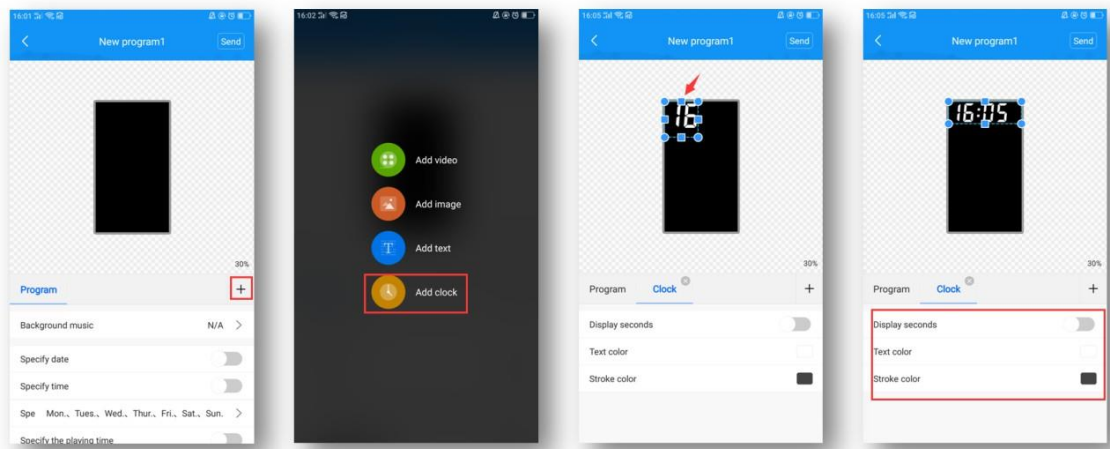 16:01
New program1
Send
30%
Program
+
Background music N/A >
Specify date
Specify time
Spe Mon.、Tues.、Wed.、Thur.、Fri.、Sat.、Sun. >
Specify the playing time
16:02
Add video
Add image
T Add text
Add clock
16:05
New program1
Send
16
30%
Program Clock +
Display seconds
Text color
Stroke color
16:05
New program1
Send
16:05
30%
Program Clock +
Display seconds
Text color
Stroke color